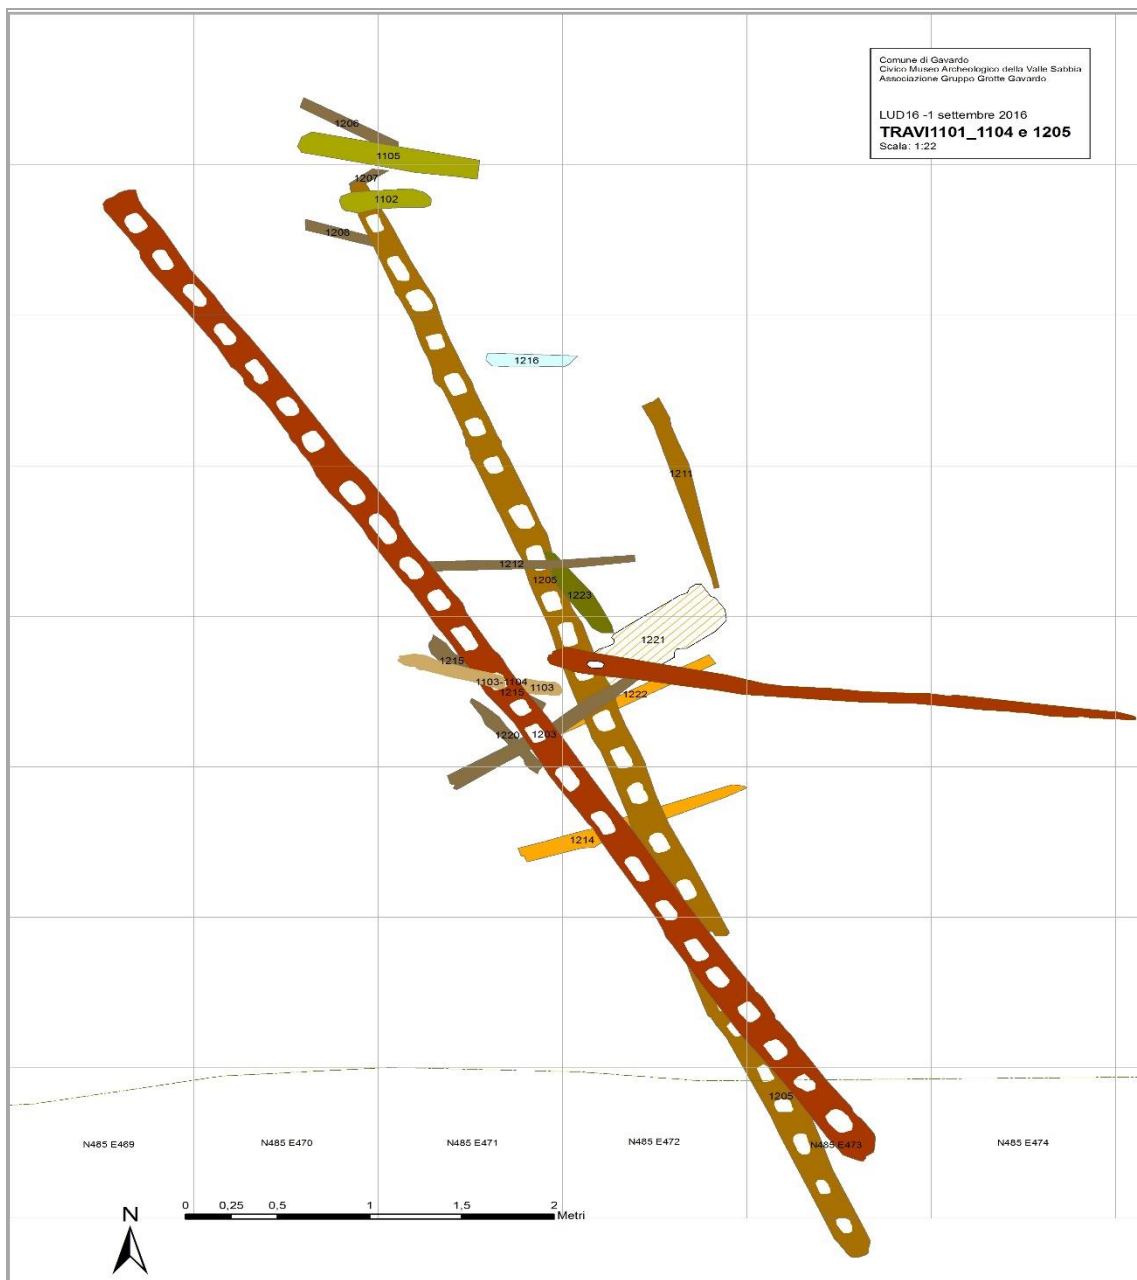 Comune di Gavardo
Civico Museo Archeologico della Valle Sabbia
Associazione Gruppo Grotte Gavardo
LUD16 -1 settembre 2016
TRAVI1101_1104 e 1205
Scala: 1:22
1206
1105
1207
1102
1208
1216
1211
1212
1205
1223
1221
1215
1103-1104
1103
1215
1222
1220
1203
1214
1205
N485 E469
N485 E470
N485 E471
N485 E472
N485 E473
N485 E474
N
0 0,25 0,5 1 1,5 2
Metri